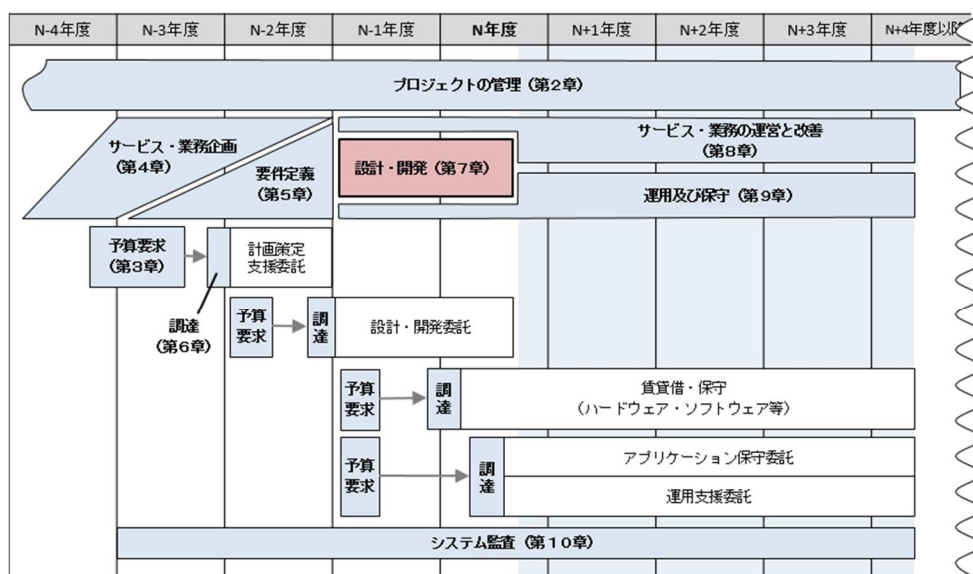 N-4年度 N-3年度 N-2年度 N-1年度 N年度 N+1年度 N+2年度 N+3年度 N+4年度以降
プロジェクトの管理(第2章)
サービス・業務企画
(第4章)
要件定義
(第5章)
設計・開発(第7章)
サービス・業務の運営と改善
(第8章)
運用及び保守(第9章)
予算要求
(第3章)
計画策定
支援委託
調達
(第6章)
予算
要求
調
達
設計・開発委託
予算
要求
調
達
賃貸借・保守
(ハードウェア・ソフトウェア等)
予算
要求
調
達
アプリケーション保守委託
運用支援委託
システム監査(第10章)